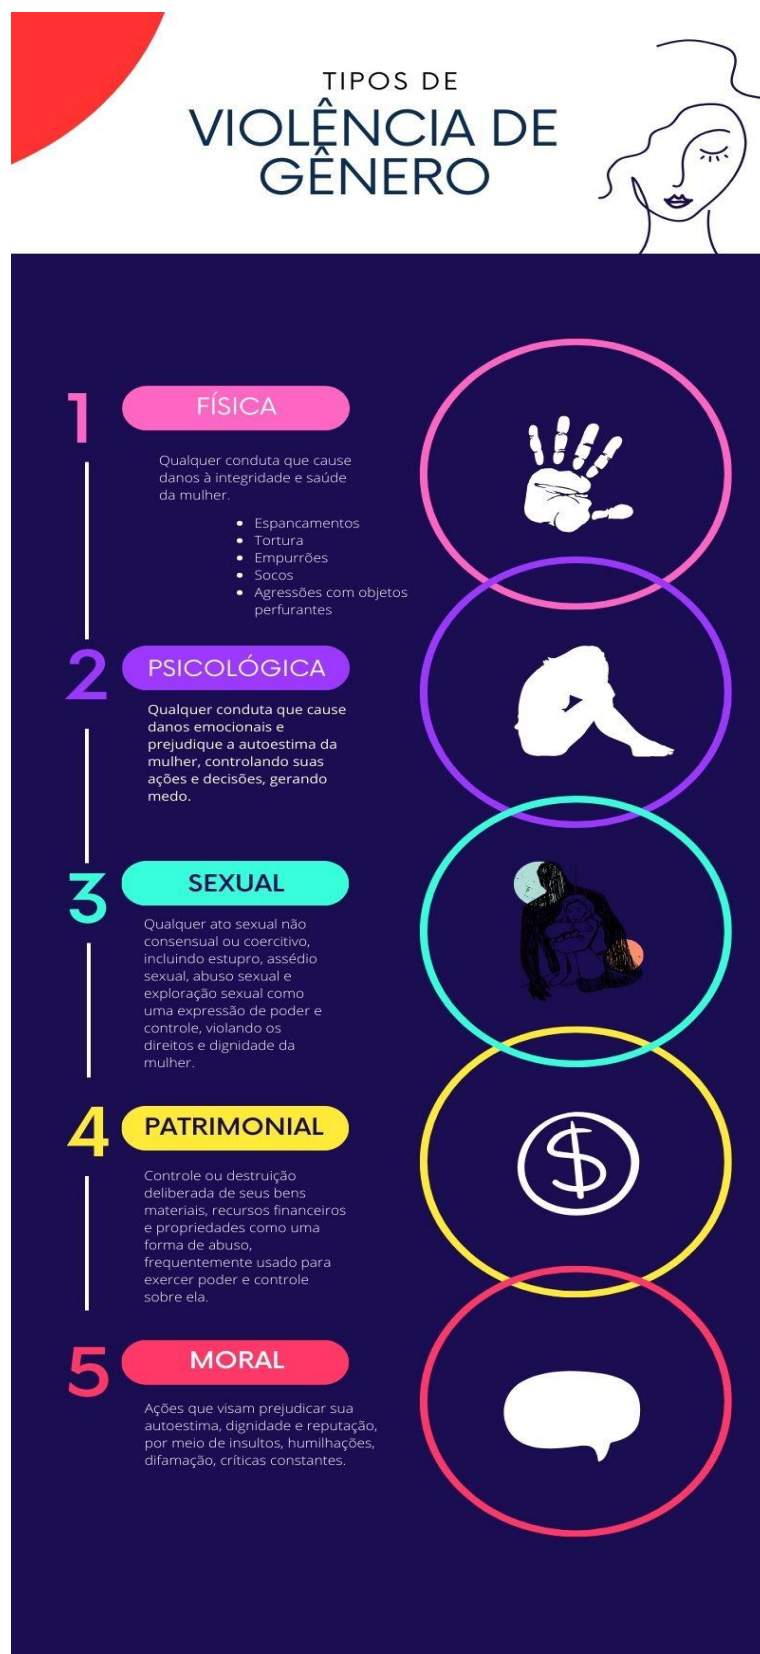 TIPOS DE
VIOLÊNCIA DE
GÊNERO
1
FÍSICA
Qualquer conduta que cause
danos à integridade e saúde
da mulher.
• Espancamentos
• Tortura
• Empurrões
• Socos
• Agressões com objetos
perfurantes
2
PSICOLÓGICA
Qualquer conduta que cause
danos emocionais e
prejudique a autoestima da
mulher, controlando suas
ações e decisões, gerando
medo.
3
SEXUAL
Qualquer ato sexual não
consensual ou coercitivo,
incluindo estupro, assédio
sexual, abuso sexual e
exploração sexual como
uma expressão de poder e
controle, violando os
direitos e dignidade da
mulher.
4
PATRIMONIAL
Controle ou destruição
deliberada de seus bens
materiais, recursos financeiros
e propriedades como uma
forma de abuso,
frequentemente usado para
exercer poder e controle
sobre ela.
$
5
MORAL
Ações que visam prejudicar sua
autoestima, dignidade e reputação,
por meio de insultos, humilhações,
difamação, críticas constantes.